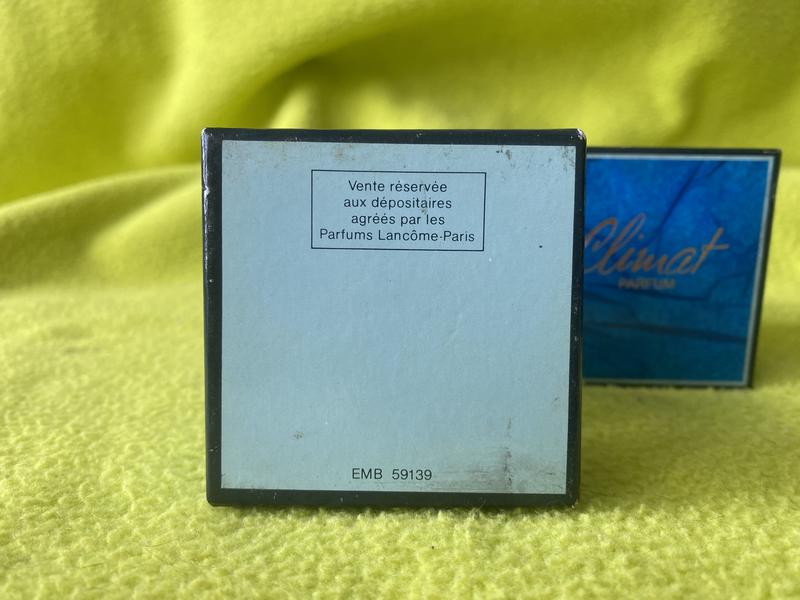 Vente réservée
aux dépositaires
agréés par les
Parfums Lancôme-Paris
EMB 59139
Climat
PARFUM